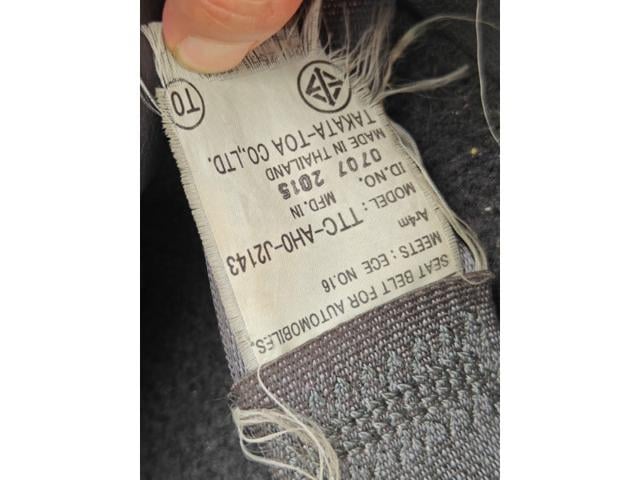 SEAT BELT FOR AUTOMOBILES.
MEETS : ECE NO.16
Ar4m
MODEL : TTC-AH0-J2143
ID.NO. MFD.IN
0707 2015
MADE IN THAILAND
TAKATA-TOA CO.,LTD.
TO